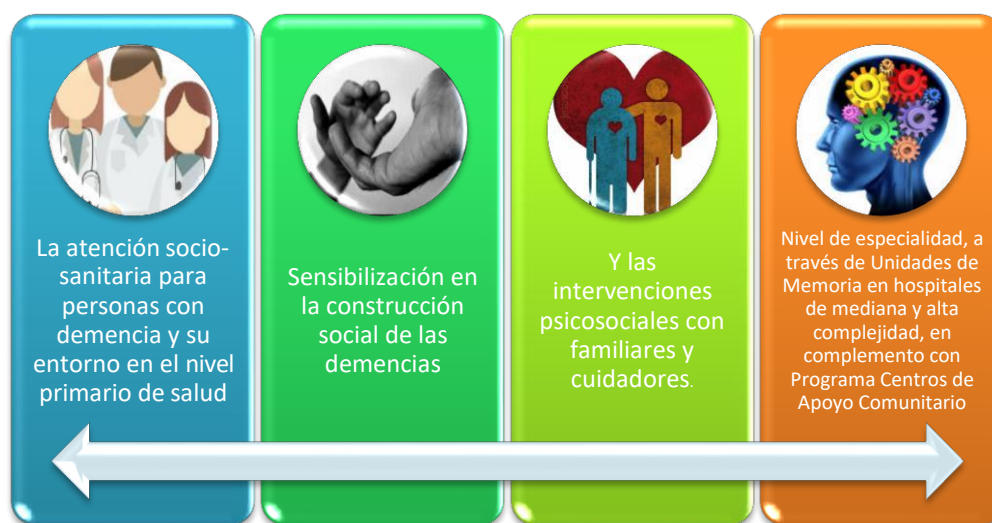 La atención socio-
sanitaria para
personas con
demencia y su
entorno en el nivel
primario de salud
Sensibilización en
la construcción
social de las
demencias
Y las
intervenciones
psicosociales con
familiares y
cuidadores.
Nivel de especialidad, a
través de Unidades de
Memoria en hospitales
de mediana y alta
complejidad, en
complemento con
Programa Centros de
Apoyo Comunitario